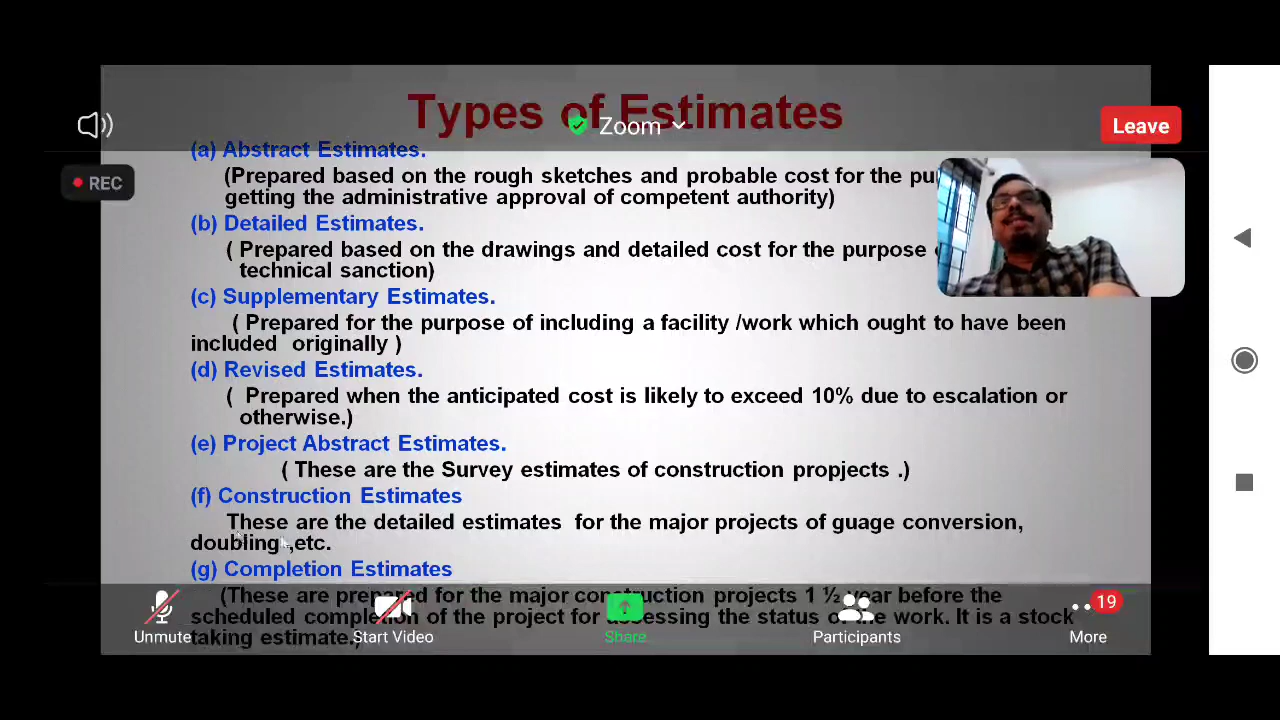 Types of Estimates
Zoom
Leave
REC
(a) Abstract Estimates.
(Prepared based on the rough sketches and probable cost for the
getting the administrative approval of competent authority)
(b) Detailed Estimates.
( Prepared based on the drawings and detailed cost for the purpose
technical sanction)
(c) Supplementary Estimates.
( Prepared for the purpose of including a facility /work which ought to have been
included originally )
(d) Revised Estimates.
( Prepared when the anticipated cost is likely to exceed 10% due to escalation or
otherwise.)
(e) Project Abstract Estimates.
( These are the Survey estimates of construction propjects .)
(f) Construction Estimates
These are the detailed estimates for the major projects of guage conversion,
doubling ,etc.
(g) Completion Estimates
(These are prepared for the major construction projects 1 ½ year before the
scheduled completion of the project for assessing the status of the work. It is a stock
taking estimate.)
Unmute
Start Video
Share
Participants
19
More